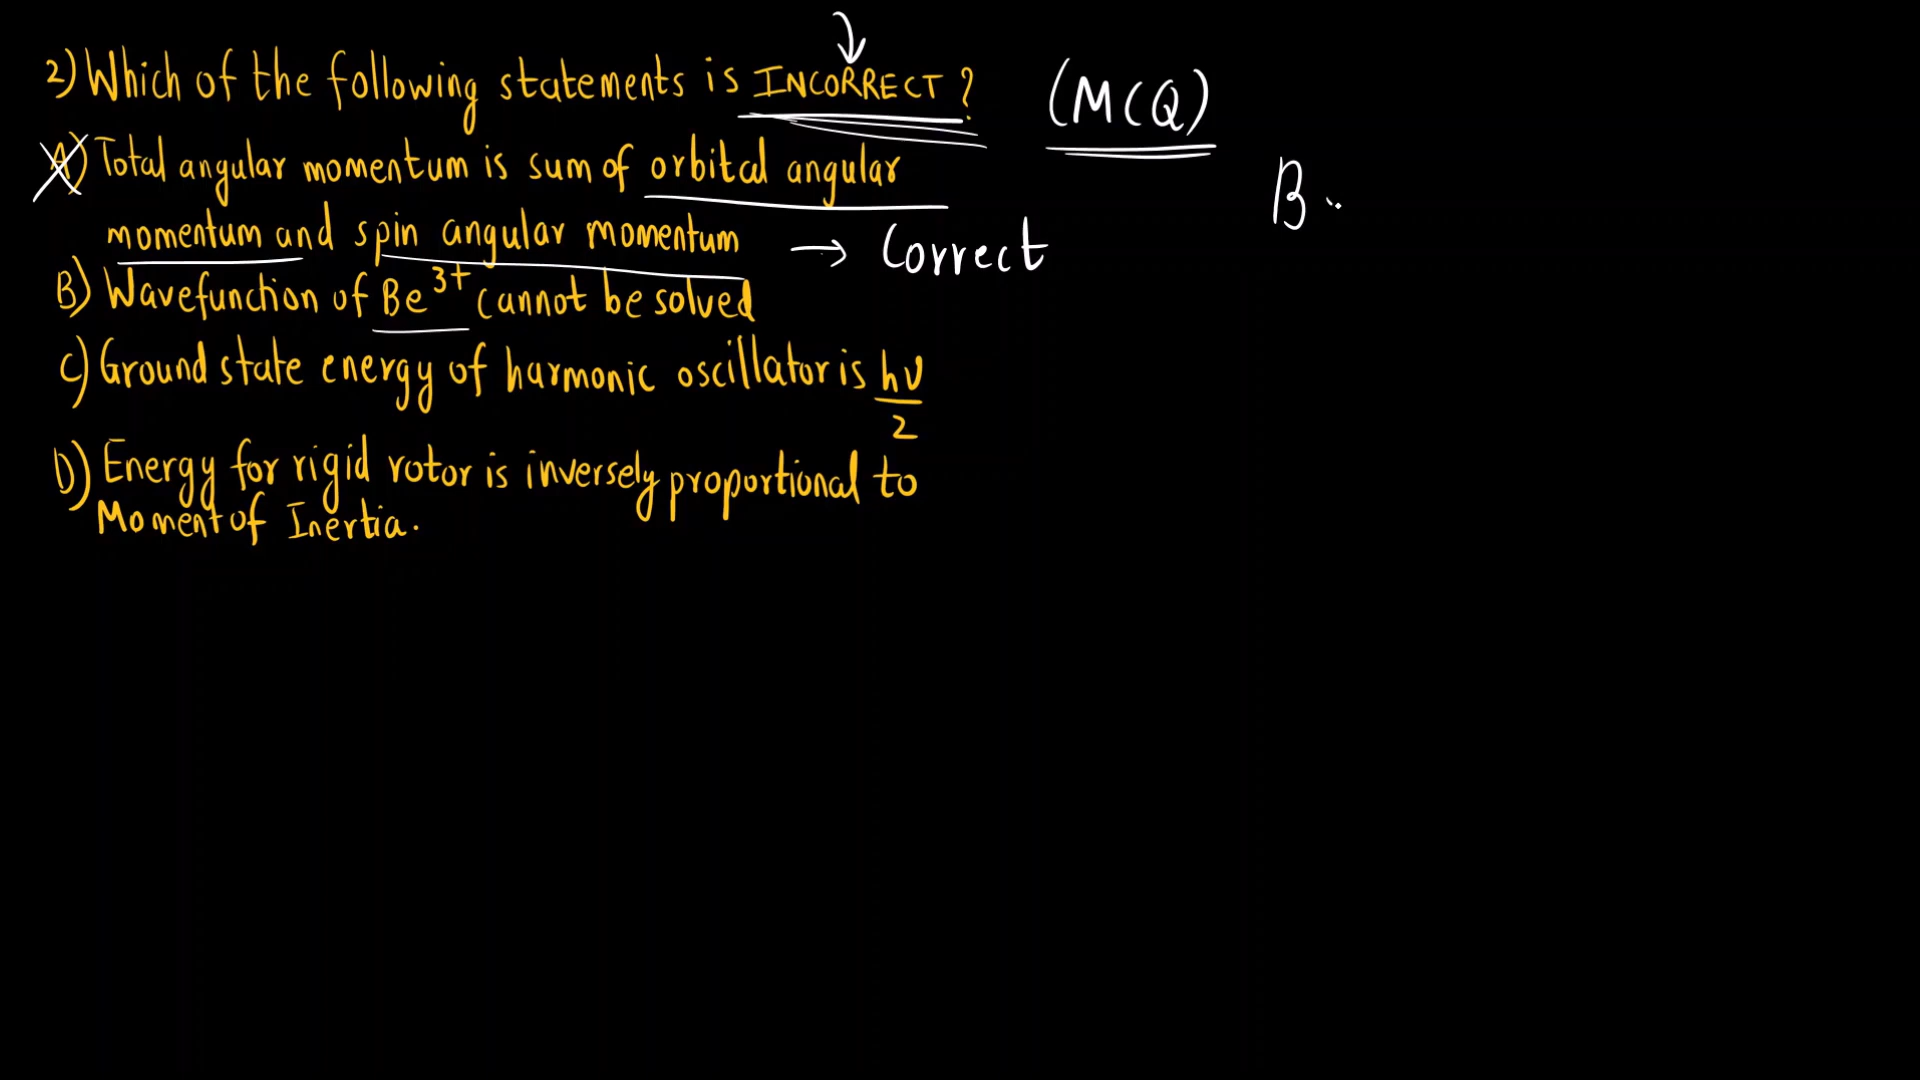 2) Which of the following statements is INCORRECT? (MCQ)
A) Total angular momentum is sum of orbital angular
momentum and spin angular momentum → Correct
B) Wavefunction of Be³⁺ cannot be solved
C) Ground state energy of harmonic oscillator is hν/2
D) Energy for rigid rotor is inversely proportional to
Moment of Inertia.
B